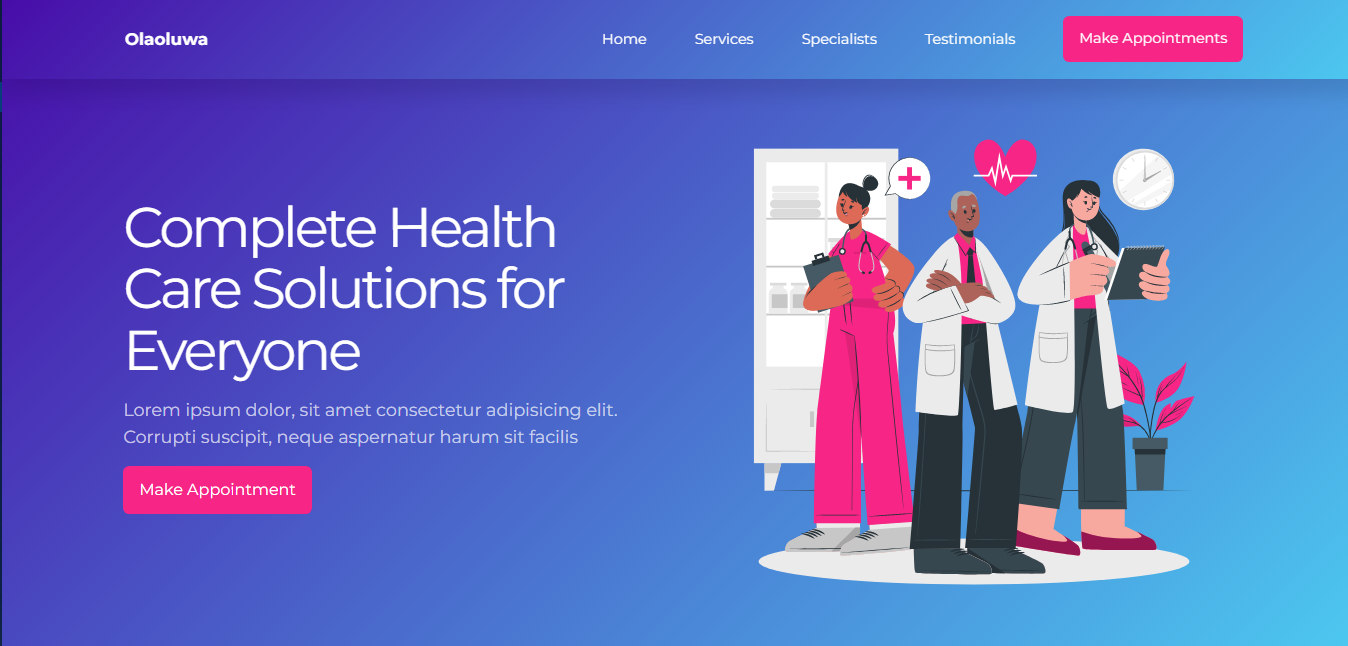 Olaoluwa
Home
Services
Specialists
Testimonials
Make Appointments
Complete Health
Care Solutions for
Everyone
Lorem ipsum dolor, sit amet consectetur adipisicing elit.
Corrupti suscipit, neque aspernatur harum sit facilis
Make Appointment